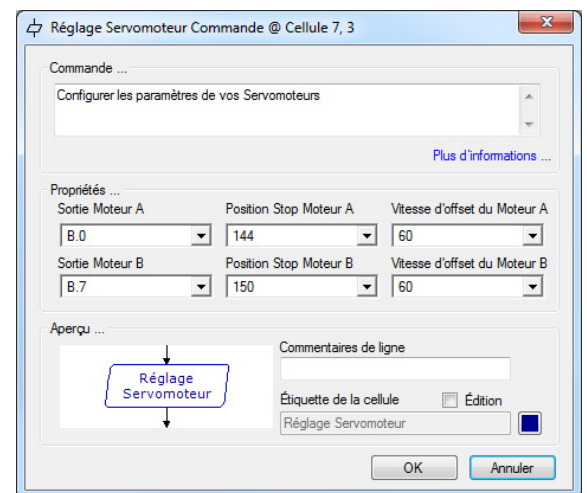 Réglage Servomoteur Commande @ Cellule 7, 3
Commande ...
Configurer les paramètres de vos Servomoteurs
Plus d'informations ...
Propriétés ...
Sortie Moteur A Position Stop Moteur A Vitesse d'offset du Moteur A
B.0 144 60
Sortie Moteur B Position Stop Moteur B Vitesse d'offset du Moteur B
B.7 150 60
Aperçu ...
Réglage
Servomoteur
Commentaires de ligne
Étiquette de la cellule Édition
Réglage Servomoteur
OK Annuler